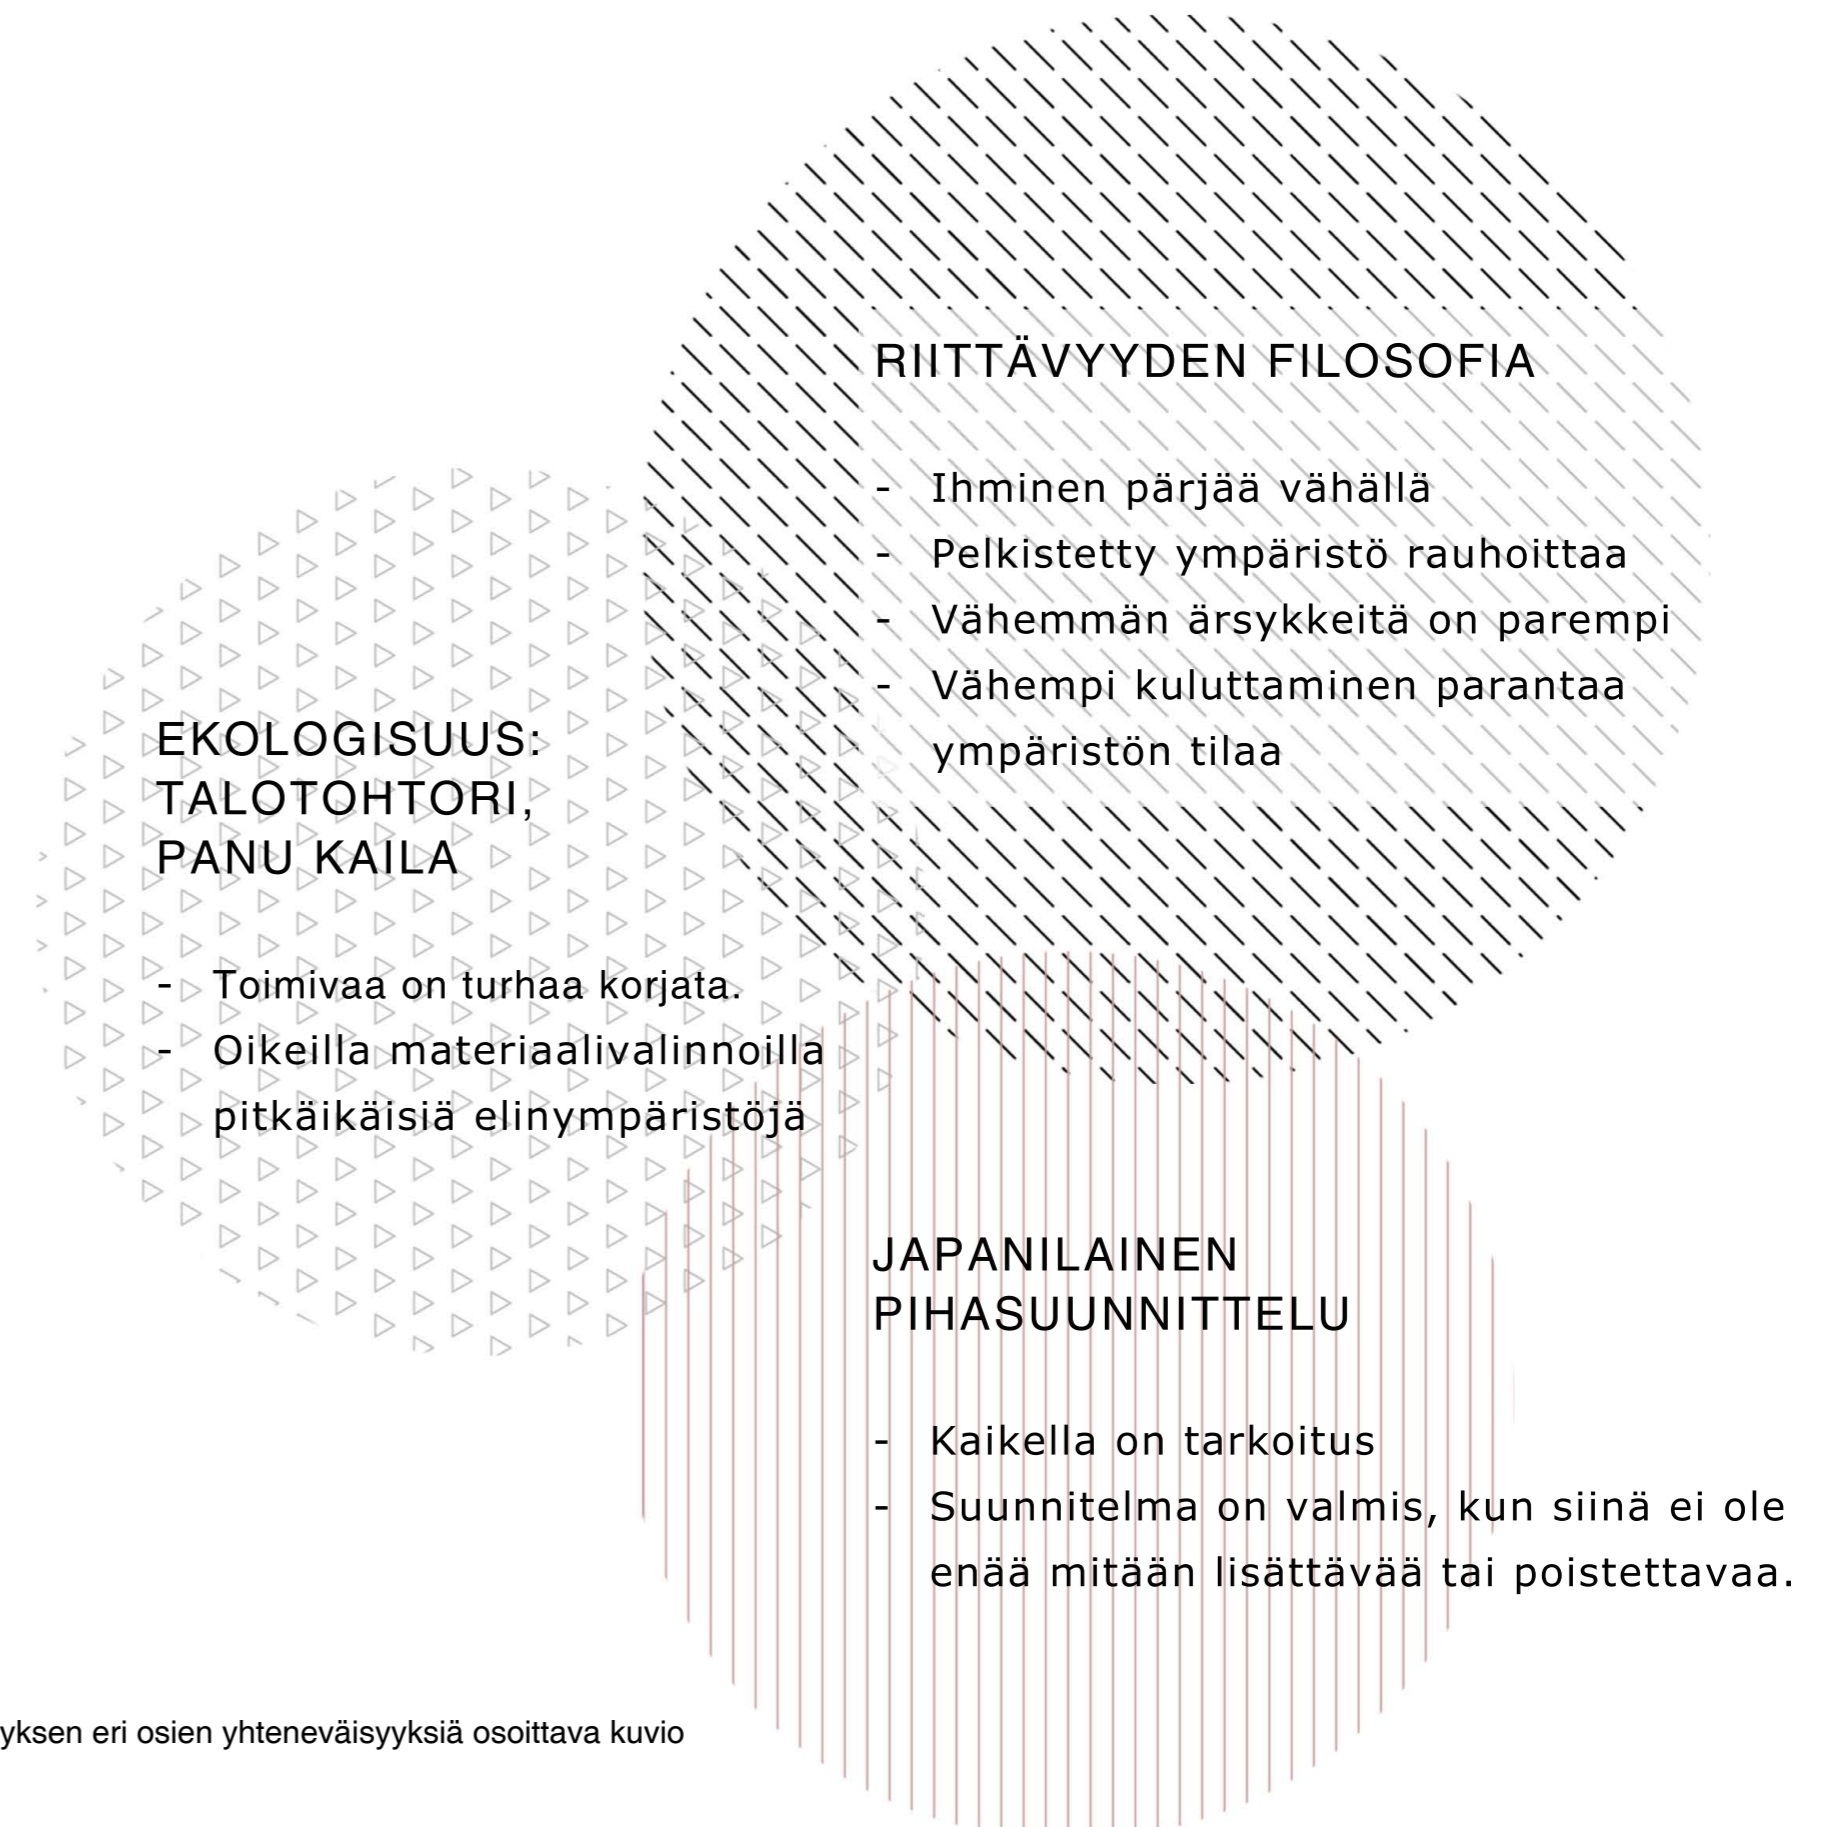 RIITTÄVYYDEN FILOSOFIA
- Ihminen pärjää vähällä
- Pelkistetty ympäristö rauhoittaa
- Vähemmän ärsykkeitä on parempi
- Vähempi kuluttaminen parantaa
ympäristön tilaa
EKOLOGISUUS:
TALOTOHTORI,
PANU KAILA
- Toimivaa on turhaa korjata.
- Oikeilla materiaalivalinnoilla
pitkäikäisiä elinympäristöjä
JAPANILAINEN
PIHASUUNNITTELU
- Kaikella on tarkoitus
- Suunnitelma on valmis, kun siinä ei ole
enää mitään lisättävää tai poistettavaa.
yksen eri osien yhteneväisyyksiä osoittava kuvio